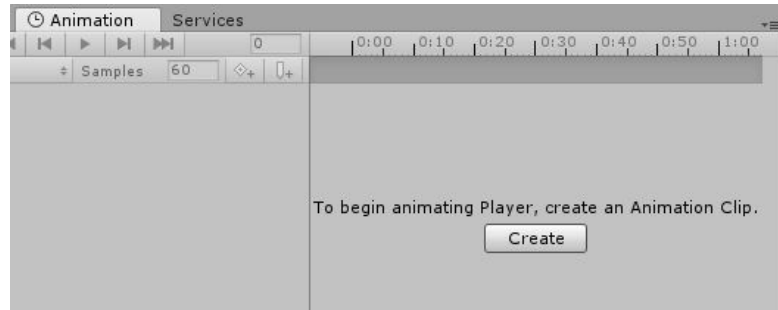 Animation Services
0 0:00 0:10 0:20 0:30 0:40 0:50 1:00
Samples 60
To begin animating Player, create an Animation Clip.
Create